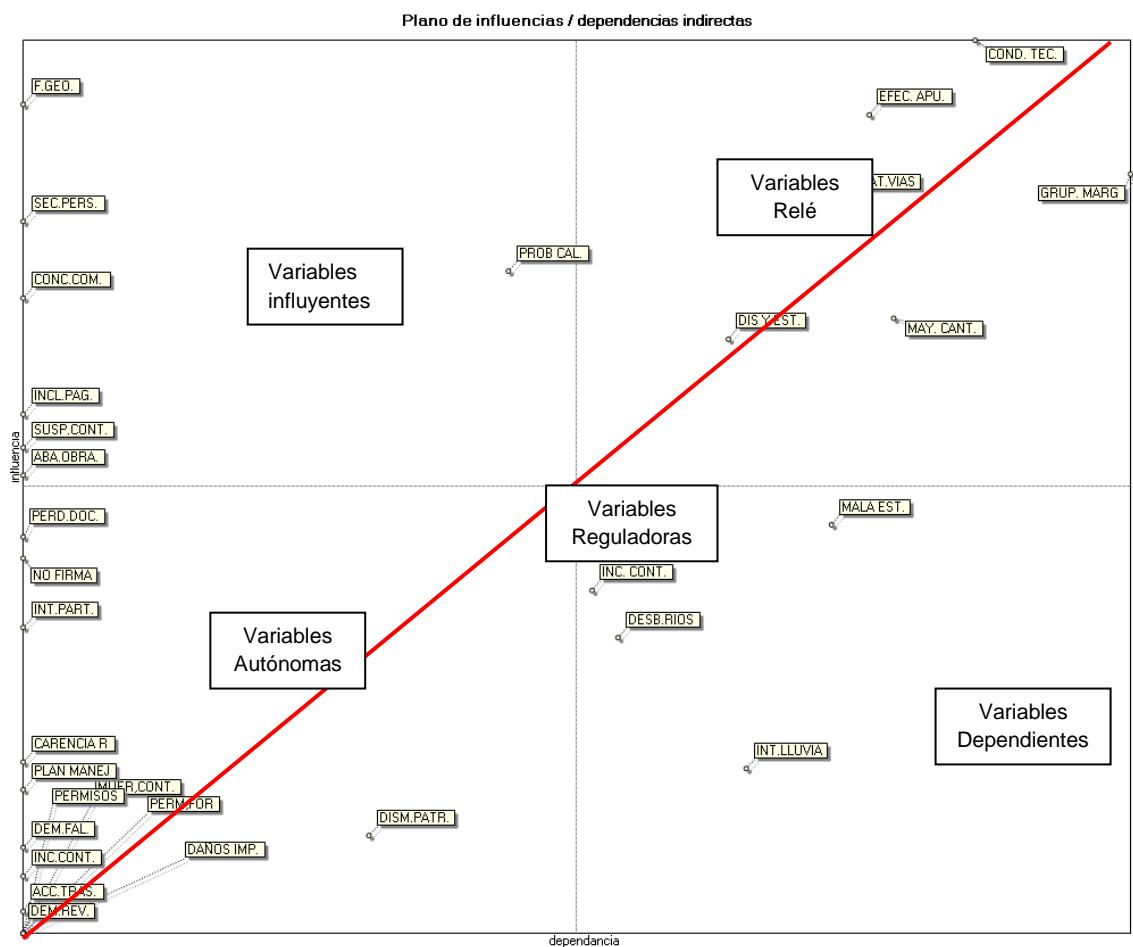 Plano de influencias / dependencias indirectas
COND. TEC.
F.GEO.
EFEC. APU.
Variables
Relé
AT.VIAS
GRUP. MARG
SEC.PERS.
PROB CAL.
Variables
influyentes
CONC.COM.
DIS Y EST.
MAY. CANT.
INCL.PAG.
SUSP.CONT.
ABA.OBRA.
influencia
PERD.DOC.
Variables
Reguladoras
MALA EST.
NO FIRMA
INC. CONT.
INT.PART.
DESB.RIOS
Variables
Autónomas
Variables
Dependientes
CARENCIA R
INT.LLUVIA
PLAN MANEJ
IMUER,CONT.
PERMISOS
PERM.FOR
DISM.PATR.
DEM.FAL.
DAÑOS IMP.
INC.CONT.
ACC.TRAS.
DEM.REV.
dependancia